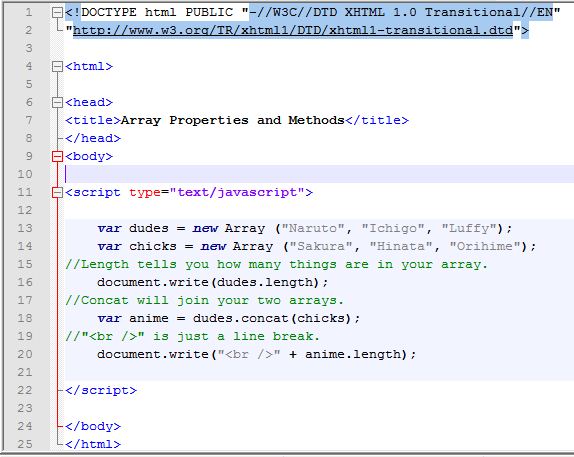 1 <!DOCTYPE html PUBLIC "-//W3C//DTD XHTML 1.0 Transitional//EN"
2 "http://www.w3.org/TR/xhtml1/DTD/xhtml1-transitional.dtd">
3
4 <html>
5
6 <head>
7 <title>Array Properties and Methods</title>
8 </head>
9 <body>
10
11 <script type="text/javascript">
12
13 var dudes = new Array ("Naruto", "Ichigo", "Luffy");
14 var chicks = new Array ("Sakura", "Hinata", "Orihime");
15 //Length tells you how many things are in your array.
16 document.write(dudes.length);
17 //Concat will join your two arrays.
18 var anime = dudes.concat(chicks);
19 //"<br />" is just a line break.
20 document.write("<br />" + anime.length);
21
22 </script>
23
24 </body>
25 </html>